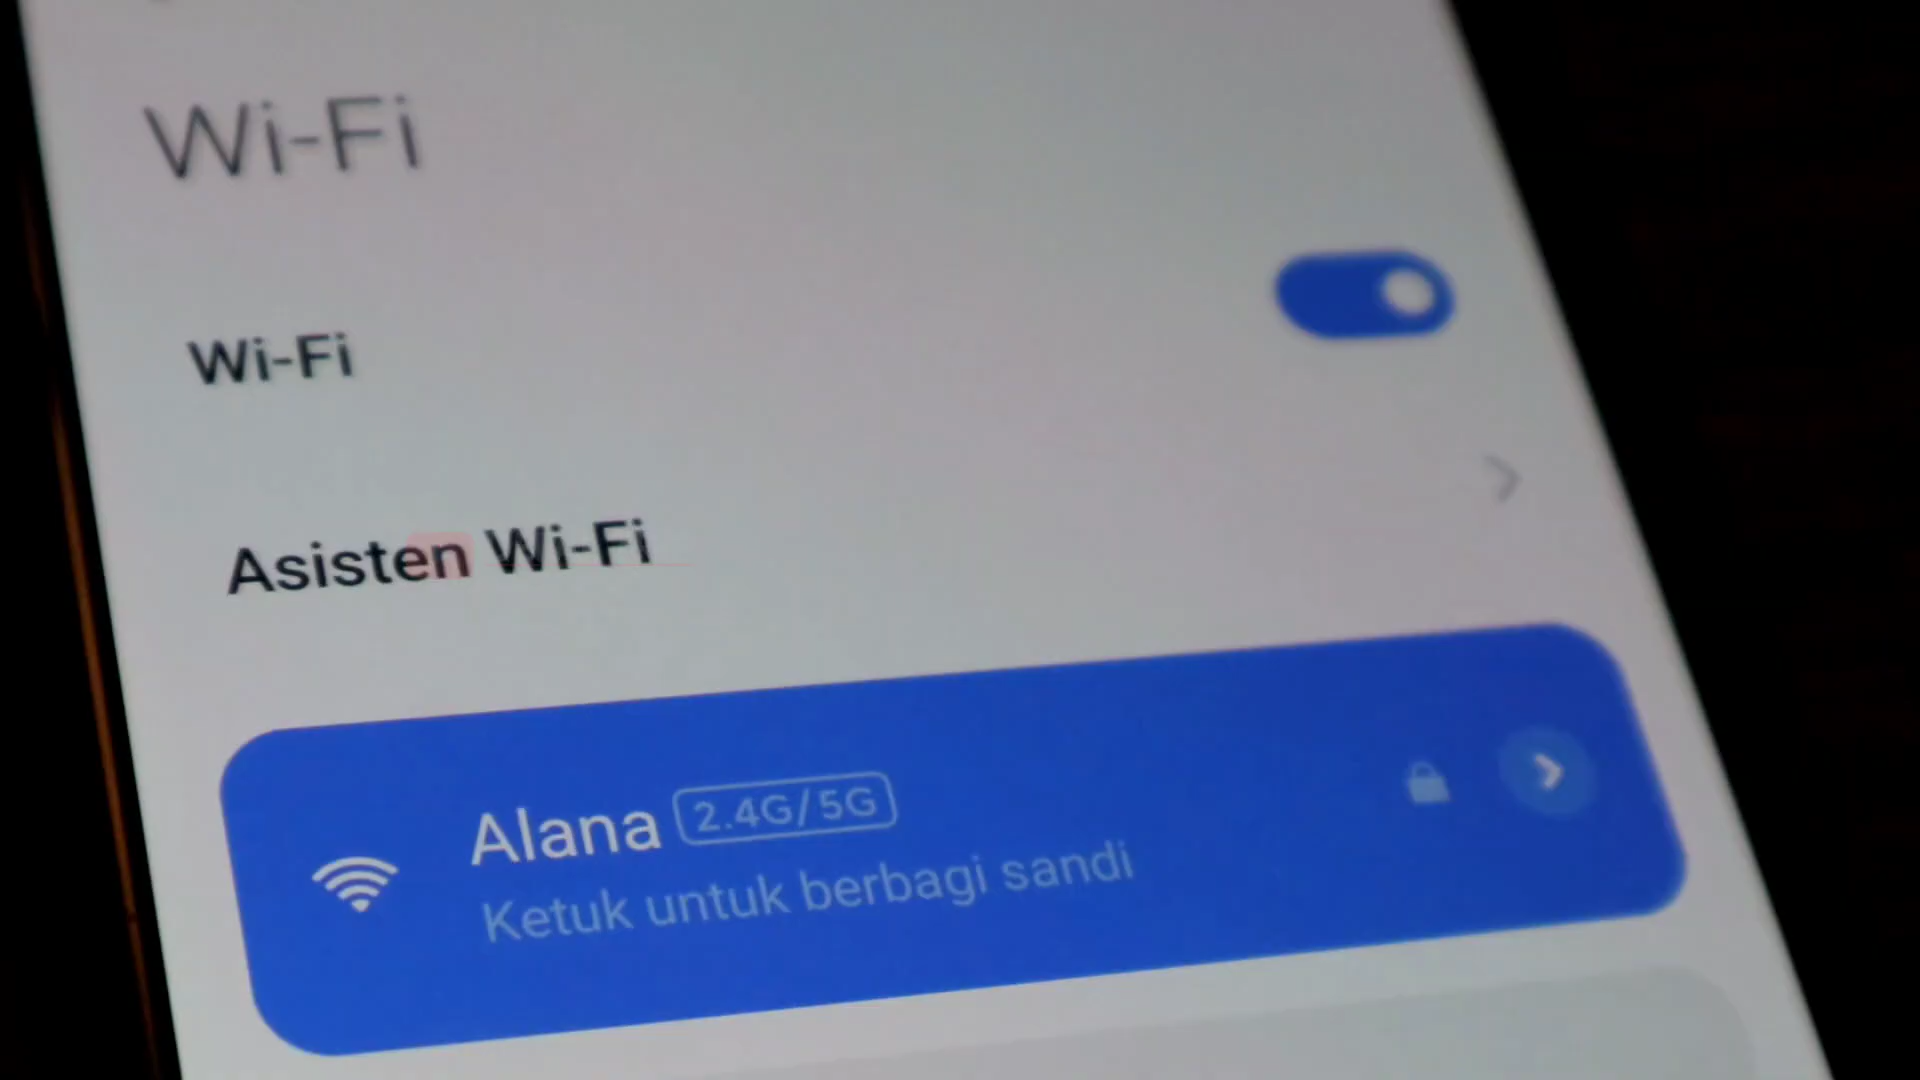 Wi-Fi
Wi-Fi
Asisten Wi-Fi
Alana 2.4G/5G
Ketuk untuk berbagi sandi